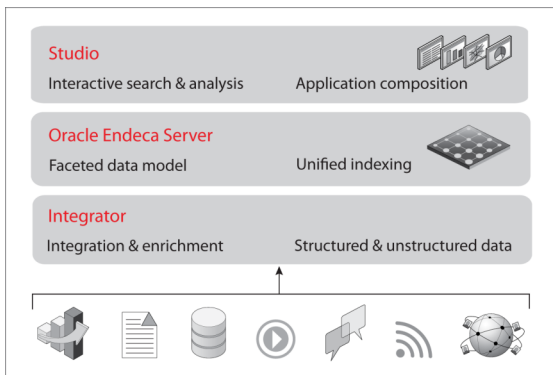 Studio
Interactive search & analysis Application composition
Oracle Endeca Server
Faceted data model Unified indexing
Integrator
Integration & enrichment Structured & unstructured data